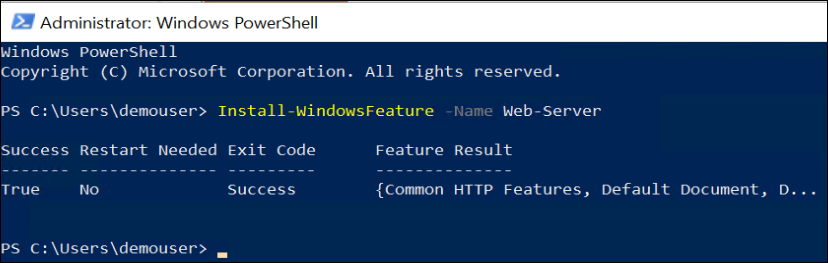 Administrator: Windows PowerShell
Windows PowerShell
Copyright (C) Microsoft Corporation. All rights reserved.
PS C:\Users\demouser> Install-WindowsFeature -Name Web-Server
Success Restart Needed Exit Code      Feature Result
------- -------------- ---------      --------------
True    No             Success        {Common HTTP Features, Default Document, D...
PS C:\Users\demouser>